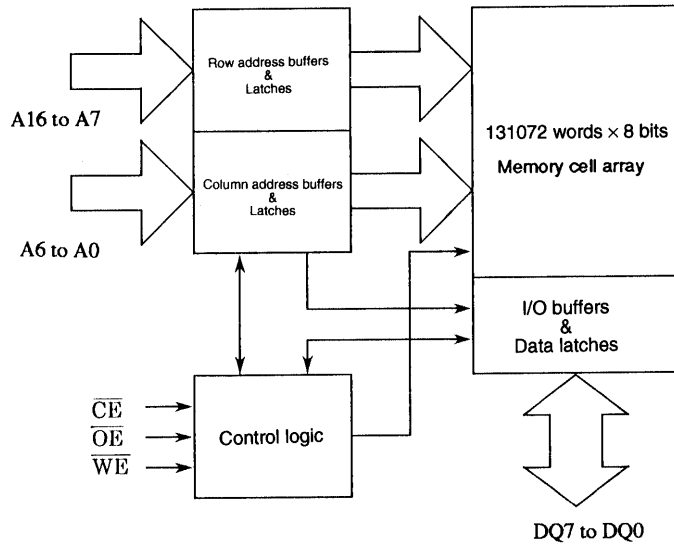 Row address buffers
&
Latches
A16 to A7
131072 words × 8 bits
Memory cell array
Column address buffers
&
Latches
A6 to A0
I/O buffers
&
Data latches
CE
OE
WE
Control logic
DQ7 to DQ0